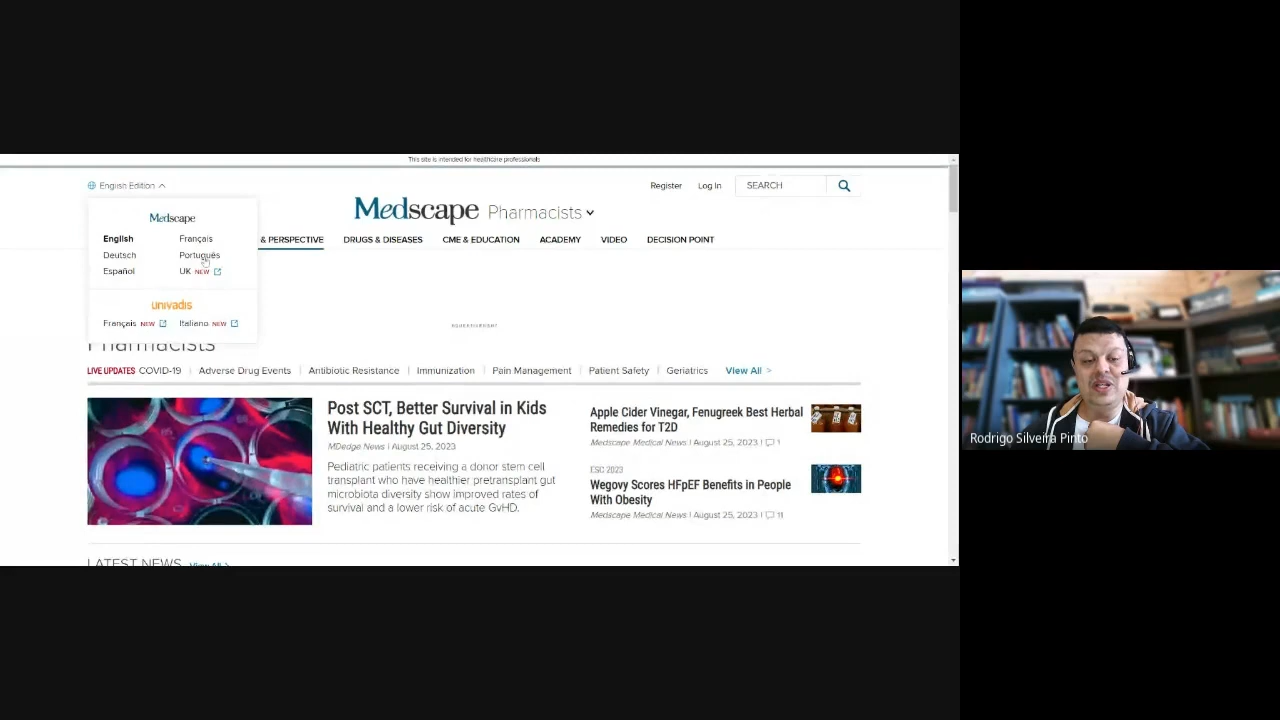 This site is intended for healthcare professionals
English Edition
Register Log In SEARCH
Medscape Pharmacists
Medscape
English Français
Deutsch Português
Español UK NEW
univadis
Français NEW Italiano NEW
& PERSPECTIVE DRUGS & DISEASES CME & EDUCATION ACADEMY VIDEO DECISION POINT
ADVERTISEMENT
Pharmacists
LIVE UPDATES COVID-19 | Adverse Drug Events | Antibiotic Resistance | Immunization | Pain Management | Patient Safety | Geriatrics View All >
Post SCT, Better Survival in Kids
With Healthy Gut Diversity
MDedge News | August 25, 2023
Pediatric patients receiving a donor stem cell
transplant who have healthier pretransplant gut
microbiota diversity show improved rates of
survival and a lower risk of acute GvHD.
Apple Cider Vinegar, Fenugreek Best Herbal
Remedies for T2D
Medscape Medical News | August 25, 2023 | 1
ESC 2023
Wegovy Scores HFpEF Benefits in People
With Obesity
Medscape Medical News | August 25, 2023 | 11
LATEST NEWS View All >
Rodrigo Silveira Pinto